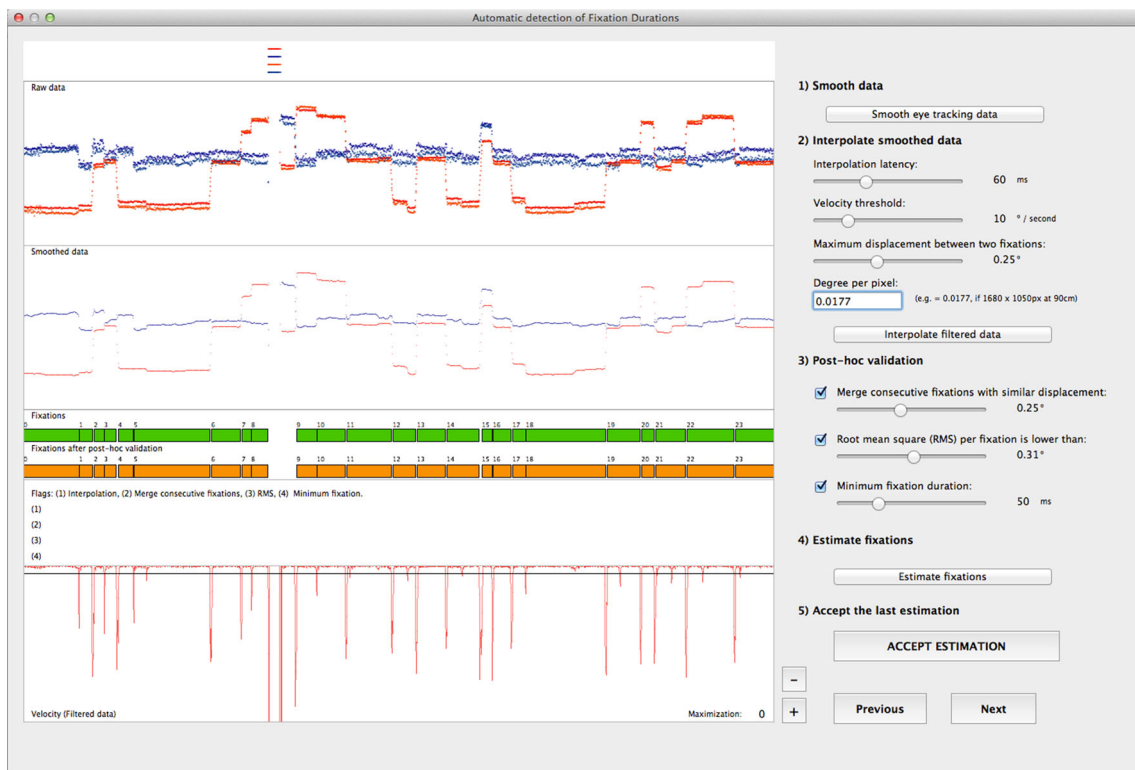 Automatic detection of Fixation Durations
Raw data
Smoothed data
Fixations
0 1 2 3 4 5 6 7 8 9 10 11 12 13 14 15 16 17 18 19 20 21 22 23
Fixations after post-hoc validation
0 1 2 3 4 5 6 7 8 9 10 11 12 13 14 15 16 17 18 19 20 21 22 23
Flags: (1) Interpolation, (2) Merge consecutive fixations, (3) RMS, (4) Minimum fixation.
(1)
(2)
(3)
(4)
Velocity (Filtered data)
Maximization: 0
1) Smooth data
Smooth eye tracking data
2) Interpolate smoothed data
Interpolation latency:
60 ms
Velocity threshold:
10 ° / second
Maximum displacement between two fixations:
0.25°
Degree per pixel:
0.0177 (e.g. = 0.0177, if 1680 x 1050px at 90cm)
Interpolate filtered data
3) Post-hoc validation
Merge consecutive fixations with similar displacement:
0.25°
Root mean square (RMS) per fixation is lower than:
0.31°
Minimum fixation duration:
50 ms
4) Estimate fixations
Estimate fixations
5) Accept the last estimation
ACCEPT ESTIMATION
-
+
Previous
Next